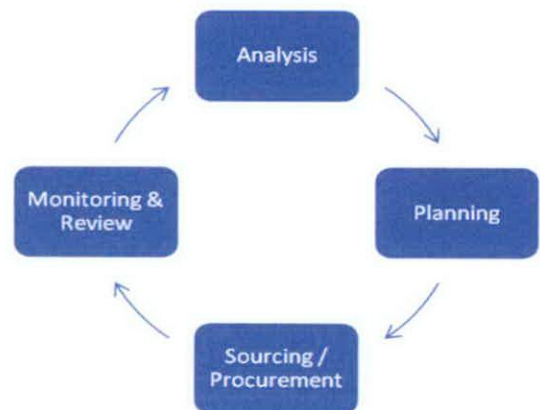 Analysis
Planning
Sourcing /
Procurement
Monitoring &
Review